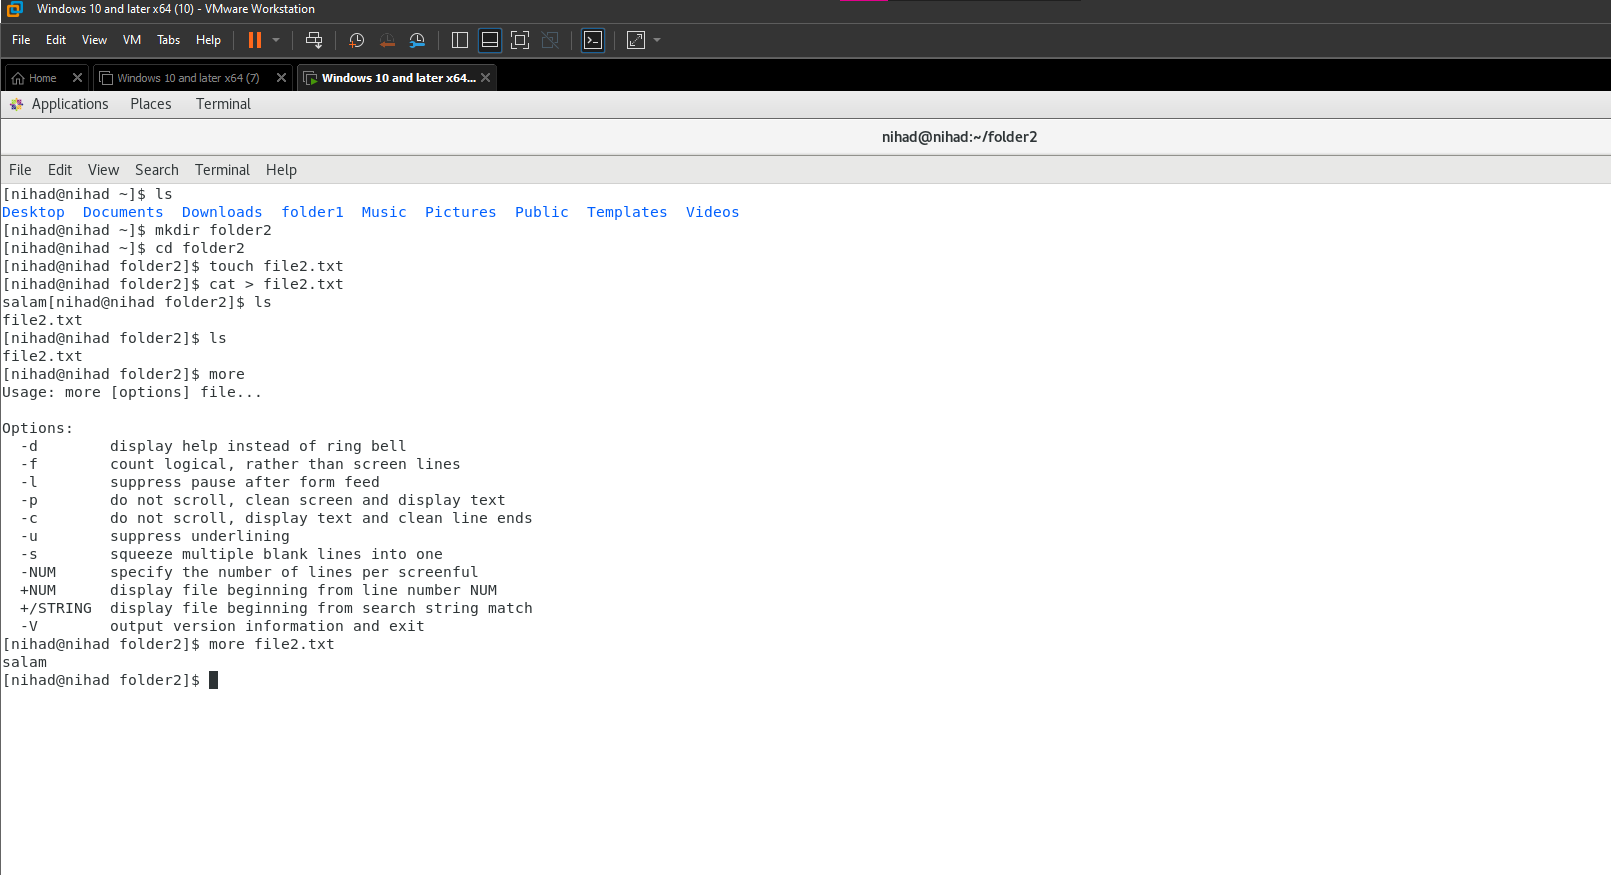 Windows 10 and later x64 (10) - VMware Workstation
File Edit View VM Tabs Help
Home Windows 10 and later x64 (7) Windows 10 and later x64...
Applications Places Terminal
nihad@nihad:~/folder2
File Edit View Search Terminal Help
[nihad@nihad ~]$ ls
Desktop Documents Downloads folder1 Music Pictures Public Templates Videos
[nihad@nihad ~]$ mkdir folder2
[nihad@nihad ~]$ cd folder2
[nihad@nihad folder2]$ touch file2.txt
[nihad@nihad folder2]$ cat > file2.txt
salam[nihad@nihad folder2]$ ls
file2.txt
[nihad@nihad folder2]$ ls
file2.txt
[nihad@nihad folder2]$ more
Usage: more [options] file...
Options:
-d display help instead of ring bell
-f count logical, rather than screen lines
-l suppress pause after form feed
-p do not scroll, clean screen and display text
-c do not scroll, display text and clean line ends
-u suppress underlining
-s squeeze multiple blank lines into one
-NUM specify the number of lines per screenful
+NUM display file beginning from line number NUM
+/STRING display file beginning from search string match
-V output version information and exit
[nihad@nihad folder2]$ more file2.txt
salam
[nihad@nihad folder2]$